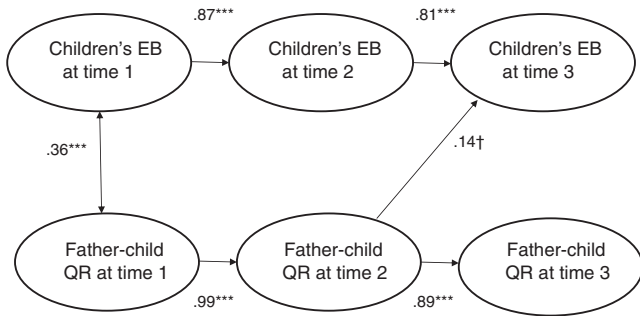 .87***
.81***
Children’s EB
at time 1
Children’s EB
at time 2
Children’s EB
at time 3
.36***
.14†
Father-child
QR at time 1
Father-child
QR at time 2
Father-child
QR at time 3
.99***
.89***